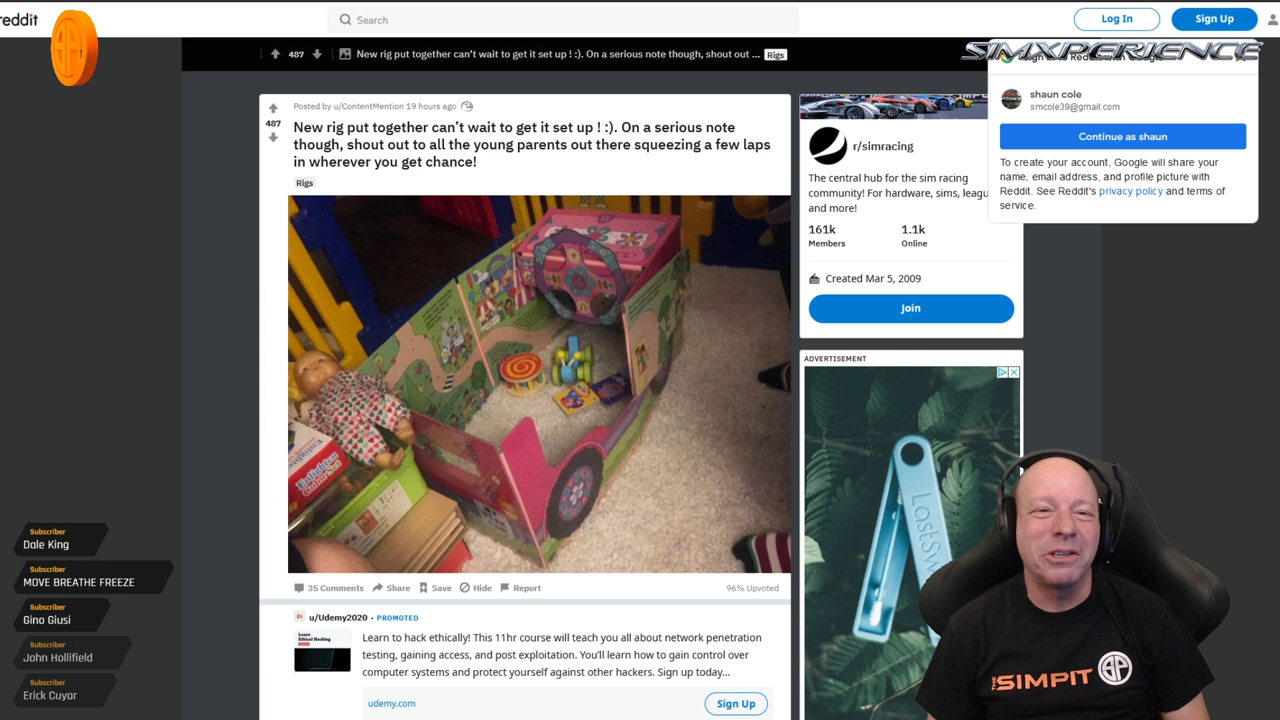 reddit
Search
Log In
Sign Up
487
New rig put together can't wait to get it set up ! :). On a serious note though, shout out ...
Rigs
SIMXPERIENCE
shaun cole
smcole39@gmail.com
Continue as shaun
To create your account, Google will share your
name, email address, and profile picture with
Reddit. See Reddit's privacy policy and terms of
service.
Posted by u/ContentMention 19 hours ago
487
New rig put together can't wait to get it set up ! :). On a serious note
though, shout out to all the young parents out there squeezing a few laps
in wherever you get chance!
Rigs
r/simracing
The central hub for the sim racing
community! For hardware, sims, leagu
and more!
161k
1.1k
Members
Online
Created Mar 5, 2009
Join
ADVERTISEMENT
LastSw
35 Comments
Share
Save
Hide
Report
96% Upvoted
u/Udemy2020 • PROMOTED
Learn to hack ethically! This 11hr course will teach you all about network penetration
testing, gaining access, and post exploitation. You'll learn how to gain control over
computer systems and protect yourself against other hackers. Sign up today...
udemy.com
Sign Up
Learn
Ethical Hacking
Subscriber
Dale King
Subscriber
MOVE BREATHE FREEZE
Subscriber
Gino Giusi
Subscriber
John Hollifield
Subscriber
Erick Cuyar
THE SIMPIT